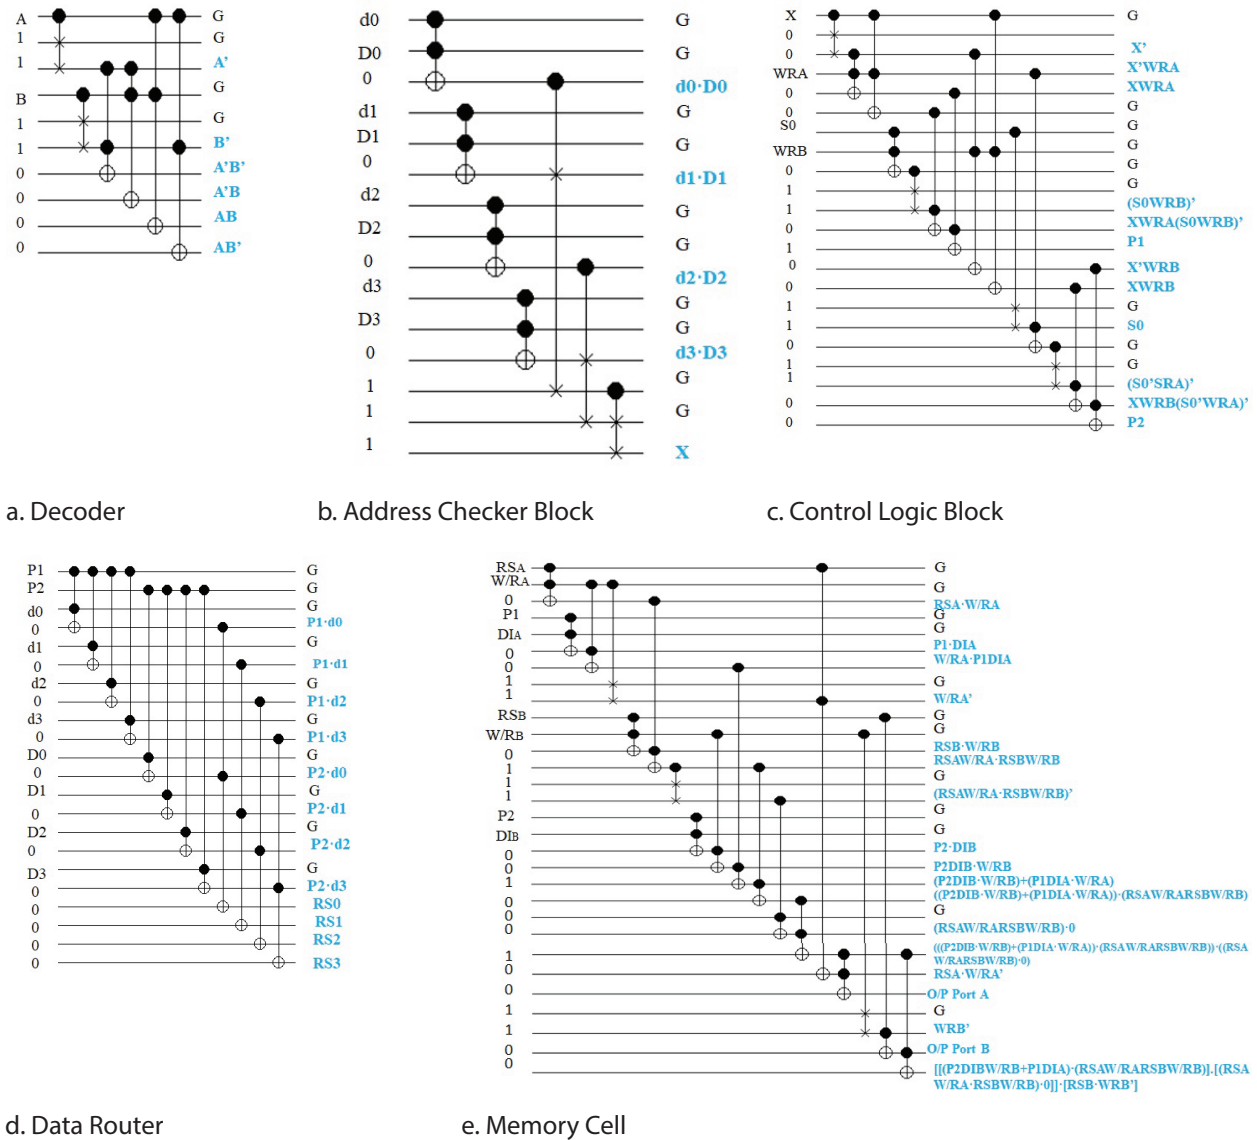 A
1
1
B
1
1
0
0
0
0
G
G
A'
G
G
B'
A'B'
A'B
AB
AB'
a. Decoder
d0
D0
0
d1
D1
0
d2
D2
0
d3
D3
0
1
1
1
G
G
d0·D0
G
G
d1·D1
G
G
d2·D2
G
G
d3·D3
G
G
X
b. Address Checker Block
X
0
0
WRA
0
0
S0
WRB
0
1
1
0
1
0
0
1
1
0
1
1
0
0
G
X'
X'WRA
XWRA
G
G
G
G
G
(S0WRB)'
XWRA(S0WRB)'
P1
X'WRB
XWRB
G
S0
G
G
(S0'SRA)'
XWRB(S0'WRA)'
P2
c. Control Logic Block
P1
P2
d0
0
d1
0
d2
0
d3
0
D0
0
D1
0
D2
0
D3
0
0
0
0
0
G
G
G
P1·d0
G
P1·d1
G
P1·d2
G
P1·d3
G
P2·d0
G
P2·d1
G
P2·d2
G
P2·d3
RS0
RS1
RS2
RS3
d. Data Router
RSA
W/RA
0
P1
DIA
0
0
1
1
RSB
W/RB
0
1
1
1
P2
DIB
0
0
1
0
0
0
1
0
0
1
1
0
0
G
G
RSA·W/RA
G
G
P1·DIA
W/RA·P1DIA
G
W/RA'
G
G
RSB·W/RB
RSAW/RA·RSBW/RB
G
(RSAW/RA·RSBW/RB)'
G
G
P2·DIB
P2DIB·W/RB
(P2DIB·W/RB)+(P1DIA·W/RA)
((P2DIB·W/RB)+(P1DIA·W/RA))·(RSAW/RARSBW/RB)
G
(RSAW/RARSBW/RB)·0
(((P2DIB·W/RB)+(P1DIA·W/RA))·(RSAW/RARSBW/RB))·((RSA
W/RARSBW/RB)·0)
RSA·W/RA'
O/P Port A
G
WRB'
O/P Port B
[[(P2DIBW/RB+P1DIA)·(RSAW/RARSBW/RB)].[(RSA
W/RA·RSBW/RB)·0]]·[RSB·WRB']
e. Memory Cell